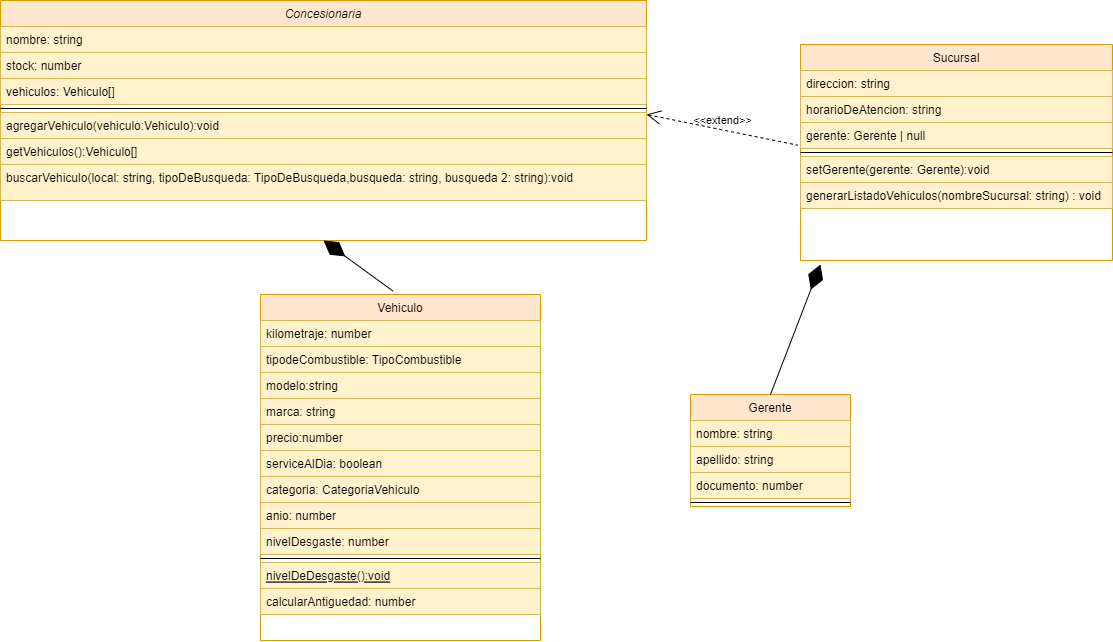 Concesionaria
nombre: string
stock: number
vehiculos: Vehiculo[]
agregarVehiculo(vehiculo:Vehiculo):void
getVehiculos():Vehiculo[]
buscarVehiculo(local: string, tipoDeBusqueda: TipoDeBusqueda,busqueda: string, busqueda 2: string):void
<<extend>>
Sucursal
direccion: string
horarioDeAtencion: string
gerente: Gerente | null
setGerente(gerente: Gerente):void
generarListadoVehiculos(nombreSucursal: string) : void
Vehiculo
kilometraje: number
tipodeCombustible: TipoCombustible
modelo:string
marca: string
precio:number
serviceAlDia: boolean
categoria: CategoriaVehiculo
anio: number
nivelDesgaste: number
nivelDeDesgaste():void
calcularAntiguedad: number
Gerente
nombre: string
apellido: string
documento: number